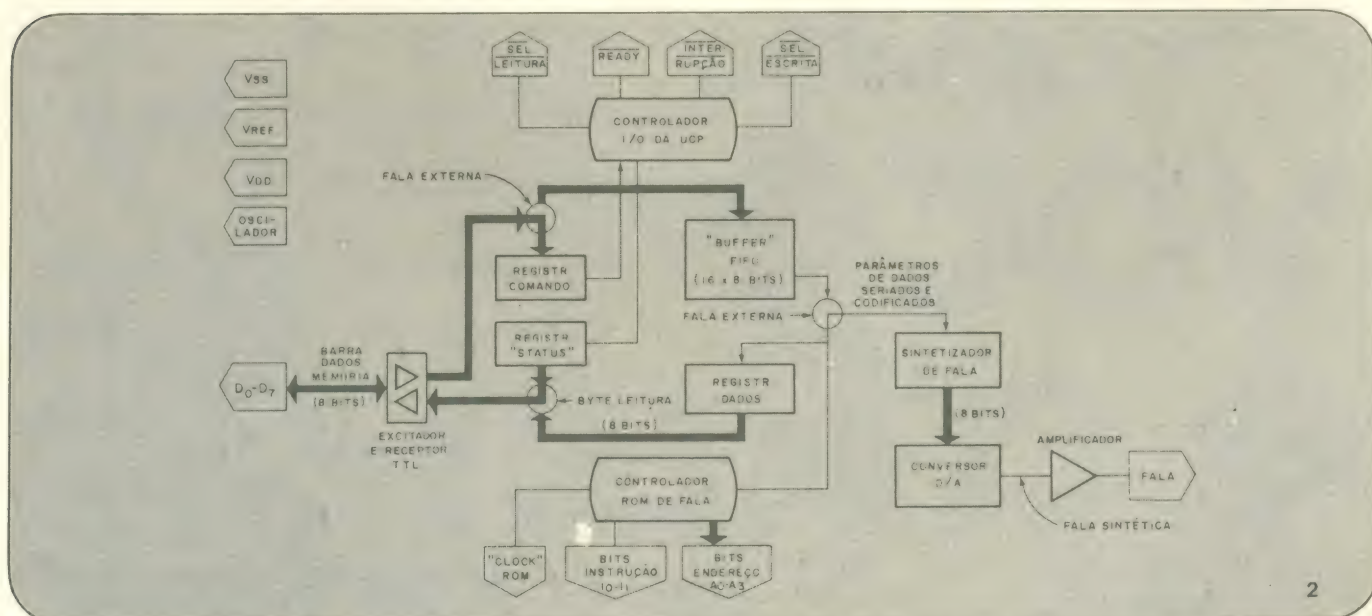 SEL
LEITURA
READY
INTER
RUPÇÃO
SEL
ESCRITA
VSS
VREF
VDD
OSCI-
LADOR
CONTROLADOR
I/O DA UCP
FALA EXTERNA
REGISTR
COMANDO
"BUFFER"
FIFO
(16 x 8 BITS)
PARÂMETROS
DE DADOS
SERIADOS E
CODIFICADOS
FALA EXTERNA
REGISTR
"STATUS"
SINTETIZADOR
DE FALA
D0-D7
BARRA
DADOS
MEMÓRIA
(8 BITS)
EXCITADOR
E RECEPTOR
TTL
BYTE LEITURA
(8 BITS)
REGISTR
DADOS
(8 BITS)
CONVERSOR
D/A
AMPLIFICADOR
FALA
FALA SINTÉTICA
CONTROLADOR
ROM DE FALA
"CLOCK"
ROM
BITS
INSTRUÇÃO
I0-I1
BITS
ENDEREÇO
A0-A3
2